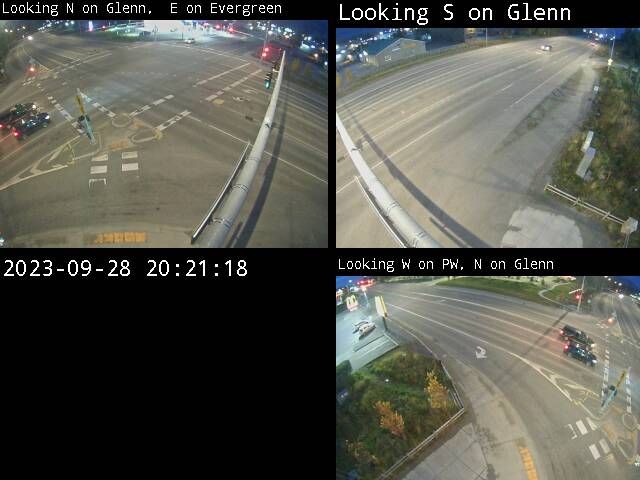 Looking N on Glenn, E on Evergreen
Looking S on Glenn
2023-09-28 20:21:18
Looking W on PW, N on Glenn